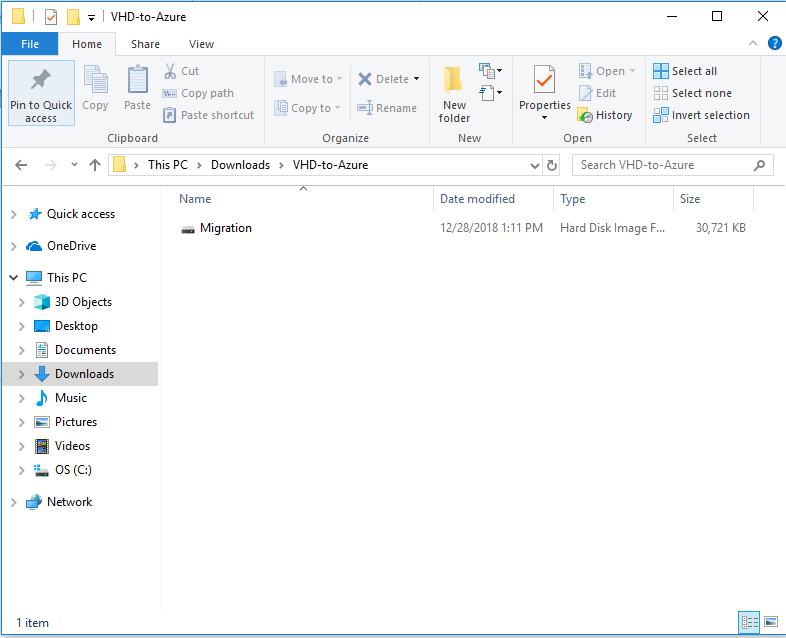 VHD-to-Azure
File Home Share View
Pin to Quick access
Copy
Paste
Cut
Copy path
Paste shortcut
Clipboard
Move to
Copy to
Delete
Rename
Organize
New folder
New
Properties
Open
Edit
History
Open
Select all
Select none
Invert selection
Select
This PC > Downloads > VHD-to-Azure
Search VHD-to-Azure
Name Date modified Type Size
Migration 12/28/2018 1:11 PM Hard Disk Image F... 30,721 KB
Quick access
OneDrive
This PC
3D Objects
Desktop
Documents
Downloads
Music
Pictures
Videos
OS (C:)
Network
1 item